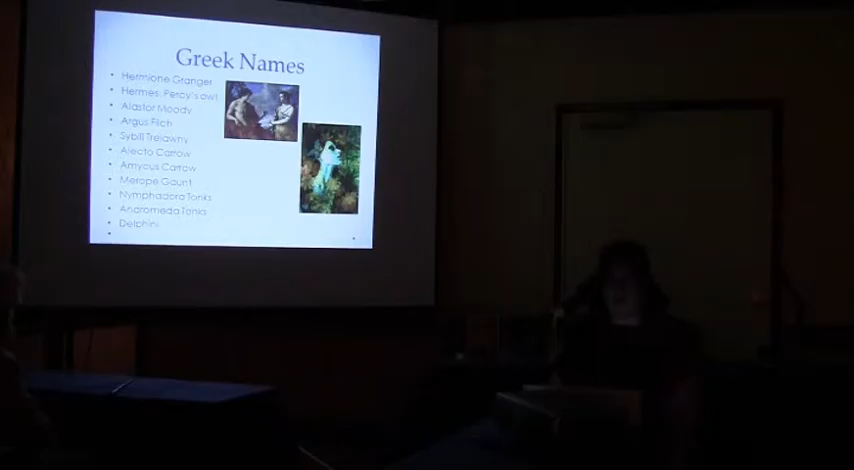 Greek Names
• Hermione Granger
• Hermes, Percy's owl
• Alastor Moody
• Argus Filch
• Sybill Trelawny
• Alecto Carrow
• Amycus Carrow
• Merope Gaunt
• Nymphadora Tonks
• Andromeda Tonks
• Delphini